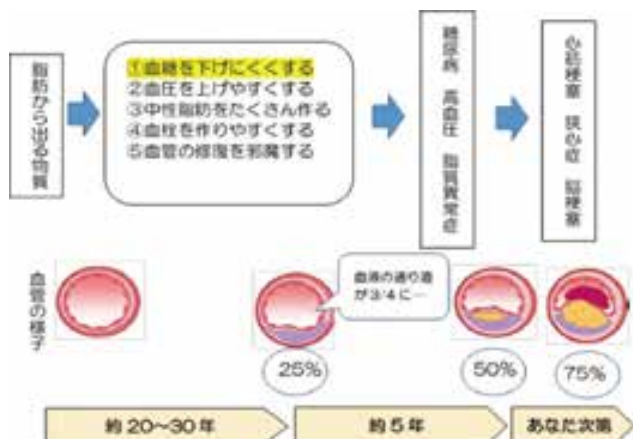 脂肪から出る物質
①血糖を下げにくくする
②血圧を上げやすくする
③中性脂肪をたくさん作る
④血栓を作りやすくする
⑤血管の修復を邪魔する
糖尿病 高血圧 脂質異常症
心筋梗塞 狭心症 脳梗塞
血管の様子
血液の通り道
が3/4に…
25%
50%
75%
約20～30年
約5年
あなた次第